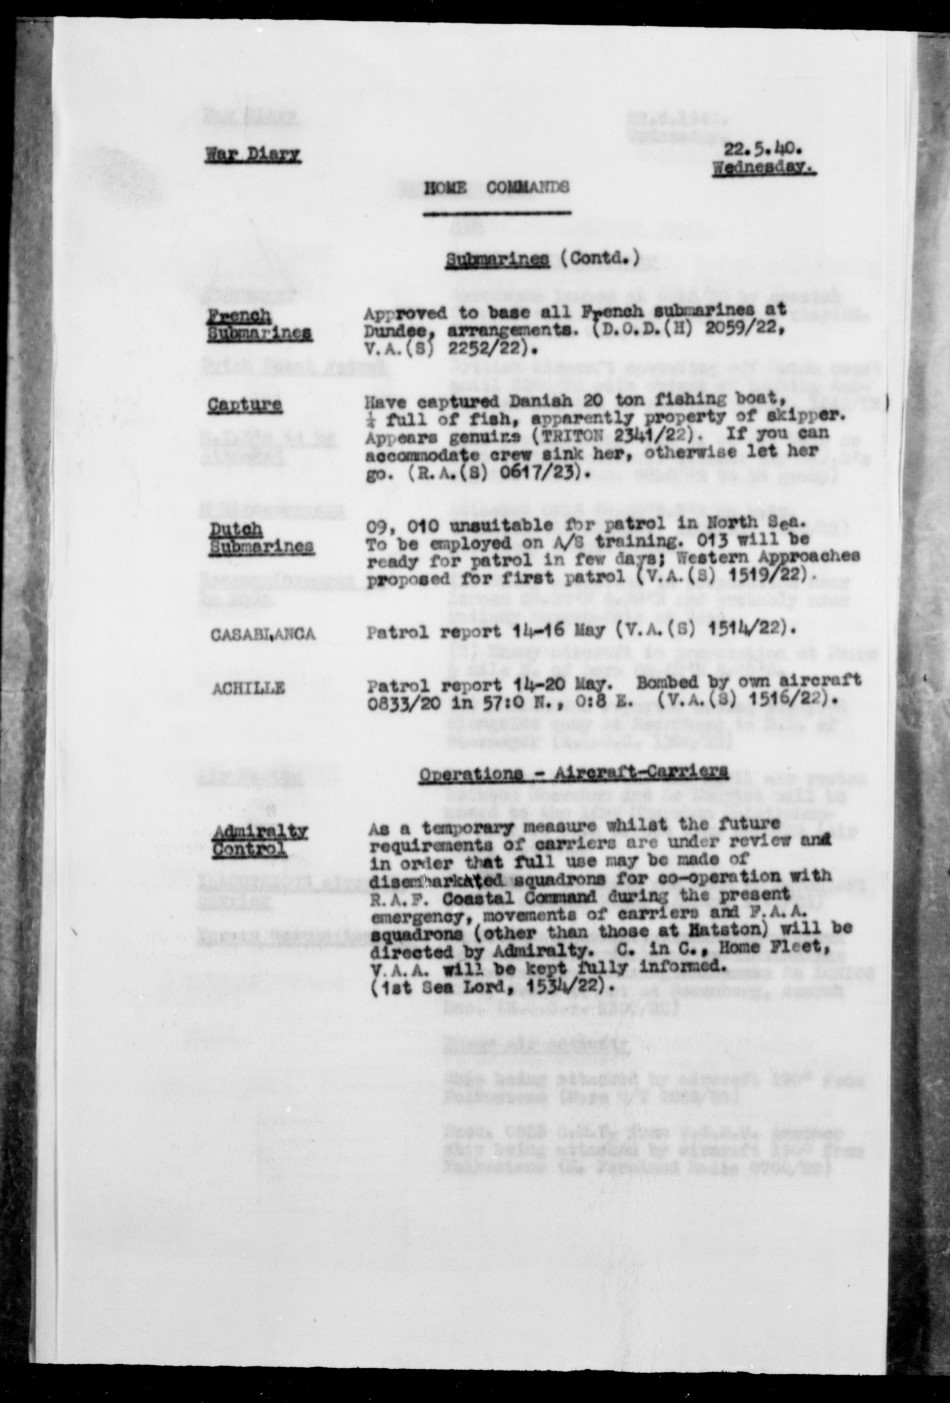 War Diary
22.5.40.
Wednesday.
HOME COMMANDS
Submarines (Contd.)
French Submarines
Approved to base all French submarines at
Dundee, arrangements. (D.O.D.(H) 2059/22,
V.A.(S) 2252/22).
Capture
Have captured Danish 20 ton fishing boat,
½ full of fish, apparently property of skipper.
Appears genuine (TRITON 2341/22). If you can
accommodate crew sink her, otherwise let her
go. (R.A.(S) 0617/23).
Dutch Submarines
O9, O10 unsuitable for patrol in North Sea.
To be employed on A/S training. O13 will be
ready for patrol in few days; Western Approaches
proposed for first patrol (V.A.(S) 1519/22).
CASABLANCA
Patrol report 14-16 May (V.A.(S) 1514/22).
ACHILLE
Patrol report 14-20 May. Bombed by own aircraft
0833/20 in 57:0 N., 0:8 E. (V.A.(S) 1516/22).
Operations - Aircraft-Carriers
Admiralty Control
As a temporary measure whilst the future
requirements of carriers are under review and
in order that full use may be made of
disembarkated squadrons for co-operation with
R.A.F. Coastal Command during the present
emergency, movements of carriers and F.A.A.
squadrons (other than those at Hatston) will be
directed by Admiralty. C. in C., Home Fleet,
V.A.A. will be kept fully informed.
(1st Sea Lord, 1534/22).